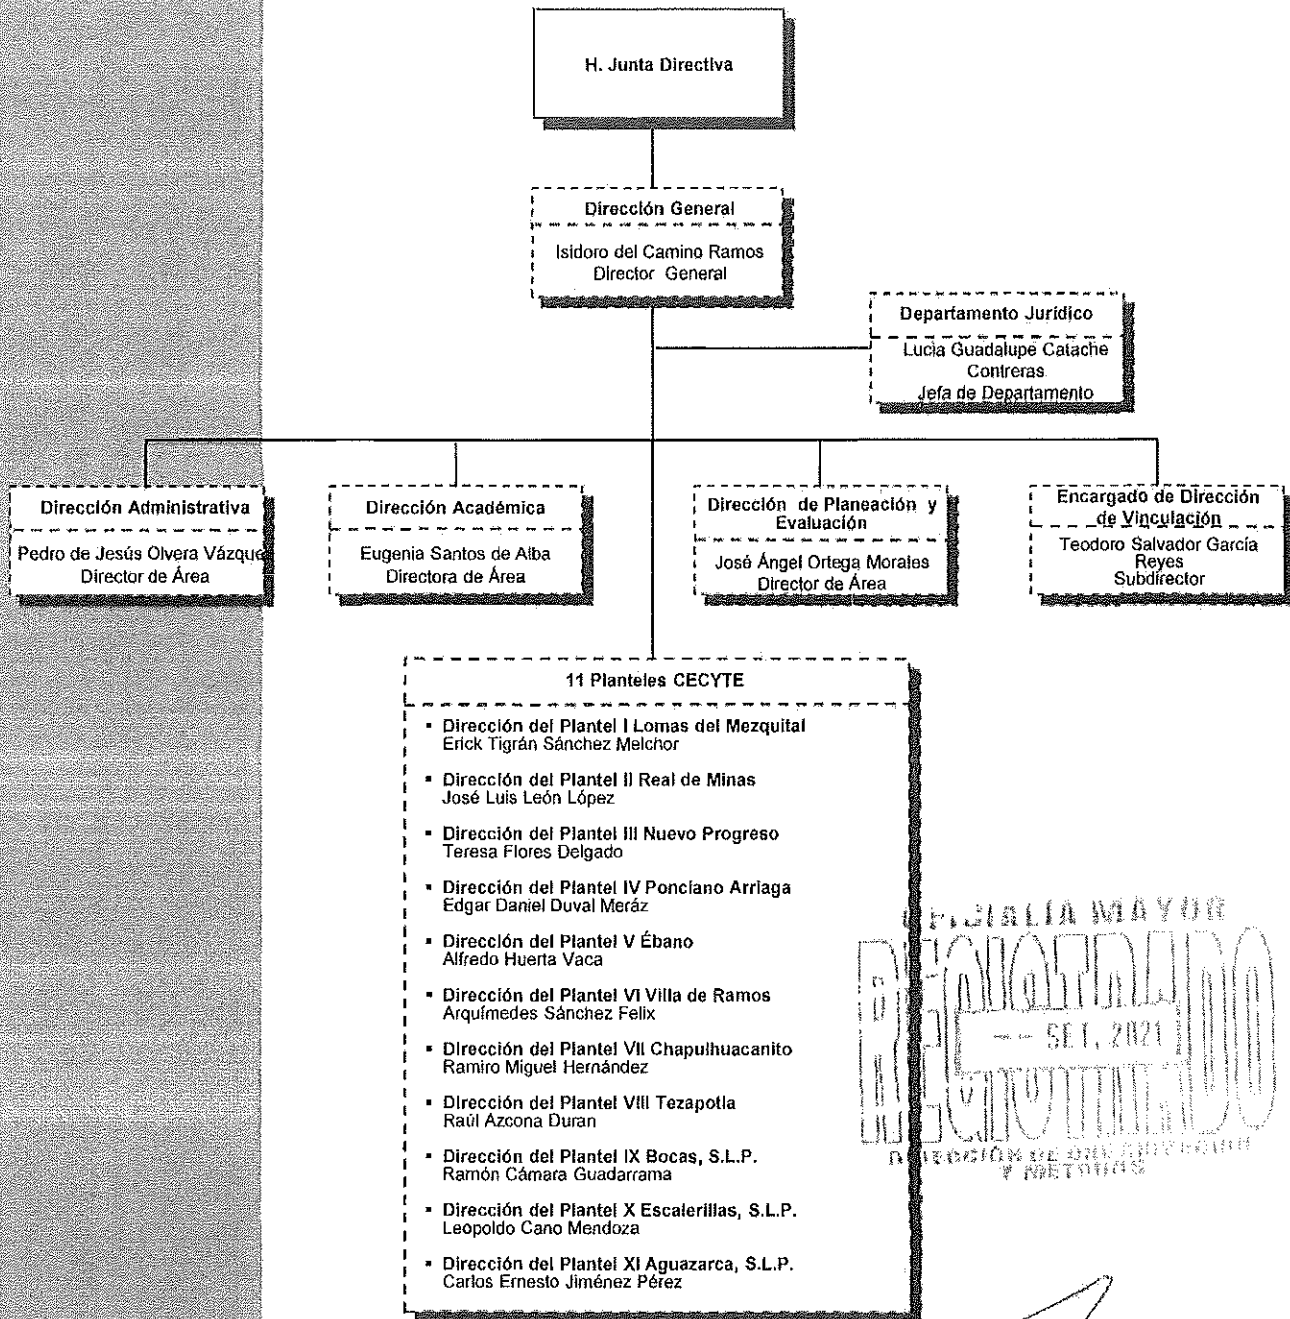 H. Junta Directiva
Dirección General
Isidoro del Camino Ramos
Director General
Departamento Jurídico
Lucia Guadalupe Catache
Contreras
Jefa de Departamento
Dirección Administrativa
Pedro de Jesús Olvera Vázque
Director de Área
Dirección Académica
Eugenia Santos de Alba
Directora de Área
Dirección de Planeación y
Evaluación
José Ángel Ortega Morales
Director de Área
Encargado de Dirección
de Vinculación
Teodoro Salvador García
Reyes
Subdirector
11 Planteles CECYTE
▪ Dirección del Plantel I Lomas del Mezquital
Erick Tigrán Sánchez Melchor
▪ Dirección del Plantel II Real de Minas
José Luis León López
▪ Dirección del Plantel III Nuevo Progreso
Teresa Flores Delgado
▪ Dirección del Plantel IV Ponciano Arriaga
Edgar Daniel Duval Meráz
▪ Dirección del Plantel V Ébano
Alfredo Huerta Vaca
▪ Dirección del Plantel VI Villa de Ramos
Arquímedes Sánchez Felix
▪ Dirección del Plantel VII Chapulhuacanito
Ramiro Miguel Hernández
▪ Dirección del Plantel VIII Tezapotla
Raúl Azcona Duran
▪ Dirección del Plantel IX Bocas, S.L.P.
Ramón Cámara Guadarrama
▪ Dirección del Plantel X Escalerillas, S.L.P.
Leopoldo Cano Mendoza
▪ Dirección del Plantel XI Aguazarca, S.L.P.
Carlos Ernesto Jiménez Pérez
OFICIALIA MAYOR
REGISTRADO
-- SET. 2021
DIRECCIÓN DE ORGANIZACION
Y METODOS